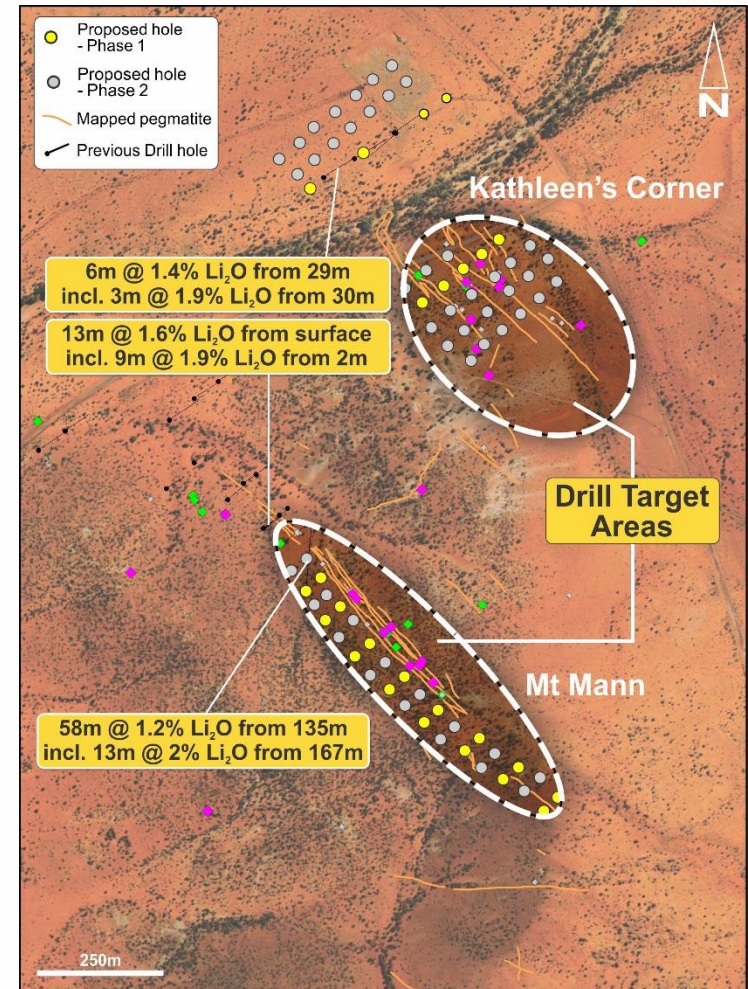 Proposed hole
- Phase 1
Proposed hole
- Phase 2
Mapped pegmatite
Previous Drill hole
N
Kathleen's Corner
6m @ 1.4% Li₂O from 29m
incl. 3m @ 1.9% Li₂O from 30m
13m @ 1.6% Li₂O from surface
incl. 9m @ 1.9% Li₂O from 2m
Drill Target
Areas
Mt Mann
58m @ 1.2% Li₂O from 135m
incl. 13m @ 2% Li₂O from 167m
250m